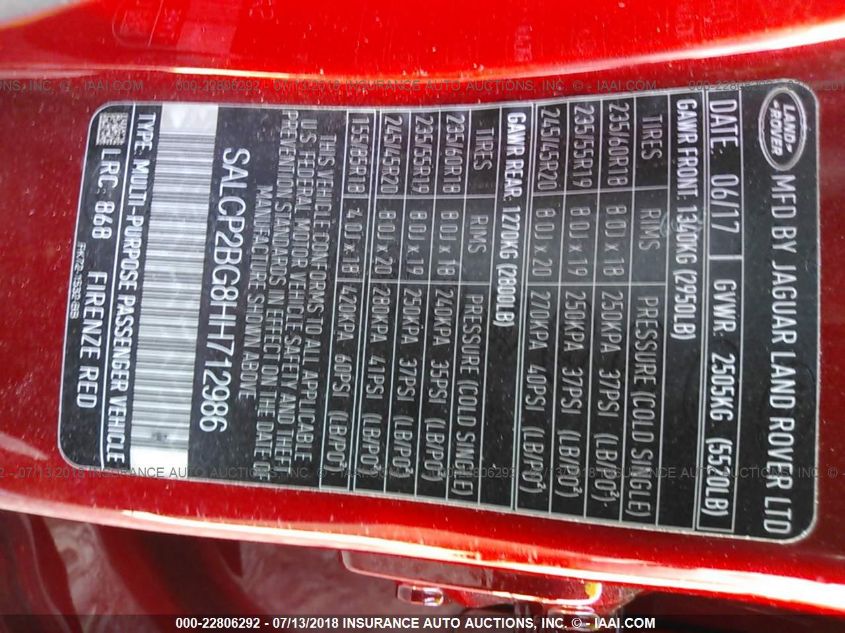 LAND-
-ROVER
MFD BY JAGUAR LAND ROVER LTD
DATE: 06/17 GVWR: 2505KG (5520LB)
GAWR FRONT: 1340KG (2950LB)
TIRES RIMS PRESSURE (COLD SINGLE)
235/60R18 8.0 x 18 250KPA 37PSI (LB/PO²)
235/55R19 8.0 x 19 250KPA 37PSI (LB/PO²)
245/45R20 8.0 x 20 270KPA 40PSI (LB/PO²)
GAWR REAR: 1270KG (2800LB)
TIRES RIMS PRESSURE (COLD SINGLE)
235/60R18 8.0 x 18 240KPA 35PSI (LB/PO²)
235/55R19 8.0 x 19 250KPA 37PSI (LB/PO²)
245/45R20 8.0 x 20 280KPA 41PSI (LB/PO²)
155/85R18 4.0 x 18 420KPA 60PSI (LB/PO²)
THIS VEHICLE CONFORMS TO ALL APPLICABLE
U.S FEDERAL MOTOR VEHICLE SAFETY AND THEFT
PREVENTION STANDARDS IN EFFECT ON THE DATE OF
MANUFACTURE SHOWN ABOVE
SALCP2BG8HH712986
TYPE: MULTI-PURPOSE PASSENGER VEHICLE
LRC: 868 FIRENZE RED
000-22806292 - 07/13/2018 INSURANCE AUTO AUCTIONS, INC. - © IAAI.COM